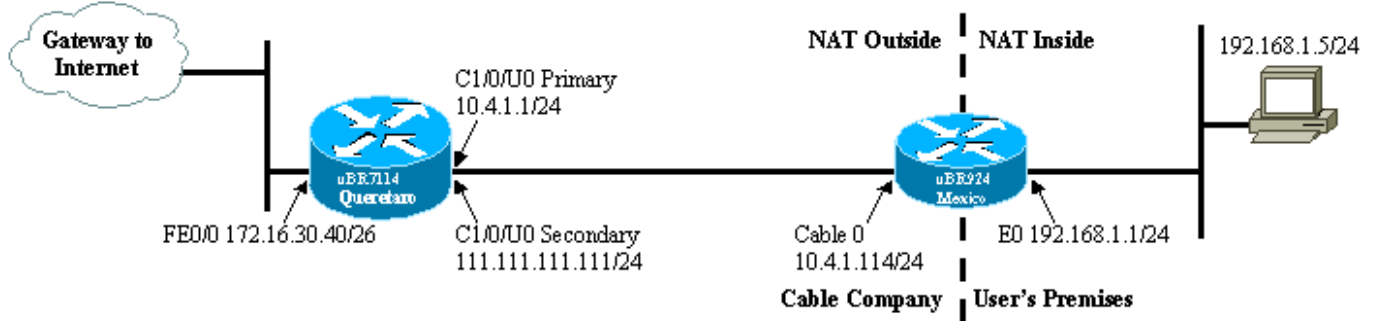 Gateway to
Internet
C1/0/U0 Primary
10.4.1.1/24
uBR7114
Queretaro
FE0/0 172.16.30.40/26
C1/0/U0 Secondary
111.111.111.111/24
NAT Outside
NAT Inside
192.168.1.5/24
uBR924
Mexico
Cable 0
10.4.1.114/24
E0 192.168.1.1/24
Cable Company
User's Premises